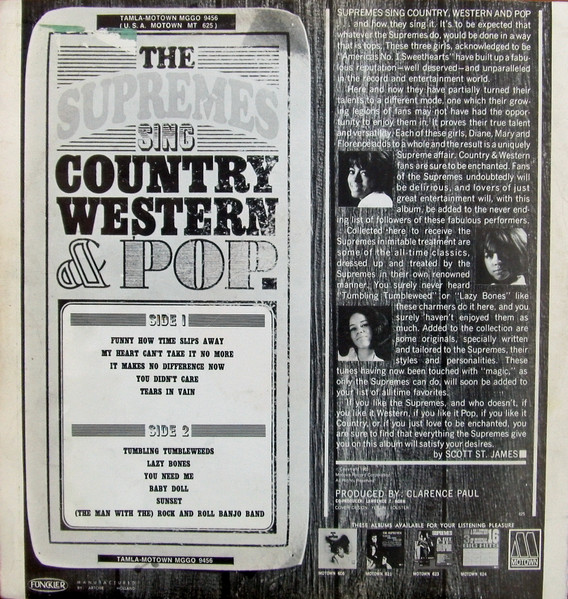 TAMLA-MOTOWN MGGO 9456
(U.S.A. MOTOWN MT 625)
THE
SUPREMES
SING
COUNTRY
WESTERN
& POP.
SIDE 1
FUNNY HOW TIME SLIPS AWAY
MY HEART CAN'T TAKE IT NO MORE
IT MAKES NO DIFFERENCE NOW
YOU DIDN'T CARE
TEARS IN VAIN
SIDE 2
TUMBLING TUMBLEWEEDS
LAZY BONES
YOU NEED ME
BABY DOLL
SUNSET
(THE MAN WITH THE) ROCK AND ROLL BANJO BAND
TAMLA-MOTOWN MGGO 9456
FUNCKLER
MANUFACTURED
BY ARTONE HOLLAND
SUPREMES SING COUNTRY, WESTERN AND POP
... and how they sing it. It's to be expected that
whatever the Supremes do, would be done in a way
that is tops. These three girls, acknowledged to be
"America's No. 1 Sweethearts" have built up a fabu-
lous reputation—well deserved—and unparalleled
in the record and entertainment world.
Here and now they have partially turned their
talents to a different mode, one which their grow-
ing legions of fans may not have had the oppor-
tunity to enjoy them in. It proves their true talent
and versatility. Each of these girls, Diane, Mary and
Florence adds to a whole and the result is a uniquely
Supreme affair. Country & Western
fans are sure to be enchanted. Fans
of the Supremes undoubtedly will
be delirious, and lovers of just
great entertainment will, with this
album, be added to the never end-
ing list of followers of these fabulous performers.
Collected here to receive the
Supremes inimitable treatment are
some of the all-time classics,
dressed up and treated by the
Supremes in their own renowned
manner. You surely never heard
"Tumbling Tumbleweed" or "Lazy Bones" like
these charmers do it here, and you
surely haven't enjoyed them as
much. Added to the collection are
some originals, specially written
and tailored to the Supremes, their
styles and personalities. These
tunes having now been touched with "magic," as
only the Supremes can do, will soon be added to
your list of all time favorites.
If you like the Supremes, and who doesn't, if
you like it Western, if you like it Pop, if you like it
Country, or, if you just love to be enchanted, you
are sure to find that everything the Supremes give
you on this album will satisfy your desires.
by SCOTT ST. JAMES
Copyright 1965
PRODUCED BY: CLARENCE PAUL
THESE ALBUMS AVAILABLE FOR YOUR LISTENING PLEASURE
MOTOWN 623
MOTOWN 624
MOTOWN